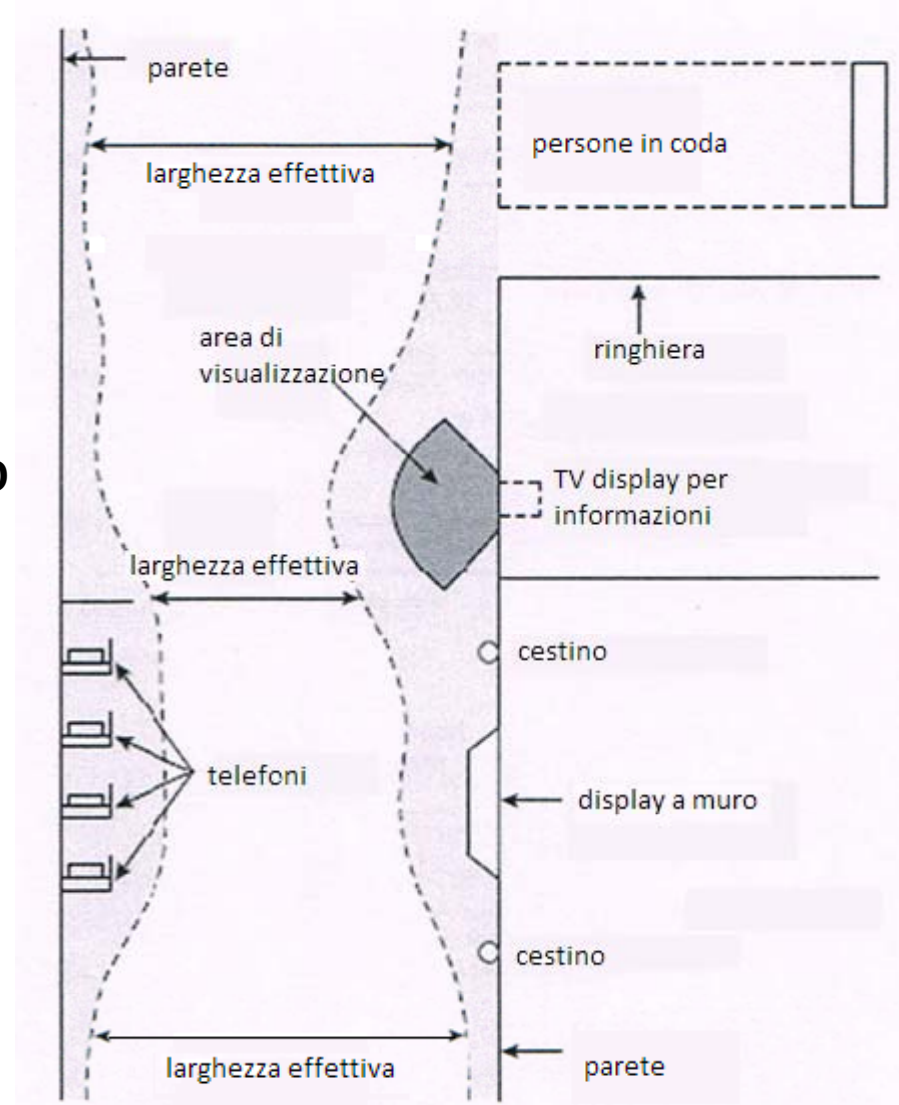 parete
persone in coda
larghezza effettiva
area di
visualizzazione
ringhiera
TV display per
informazioni
larghezza effettiva
cestino
telefoni
display a muro
cestino
larghezza effettiva
parete